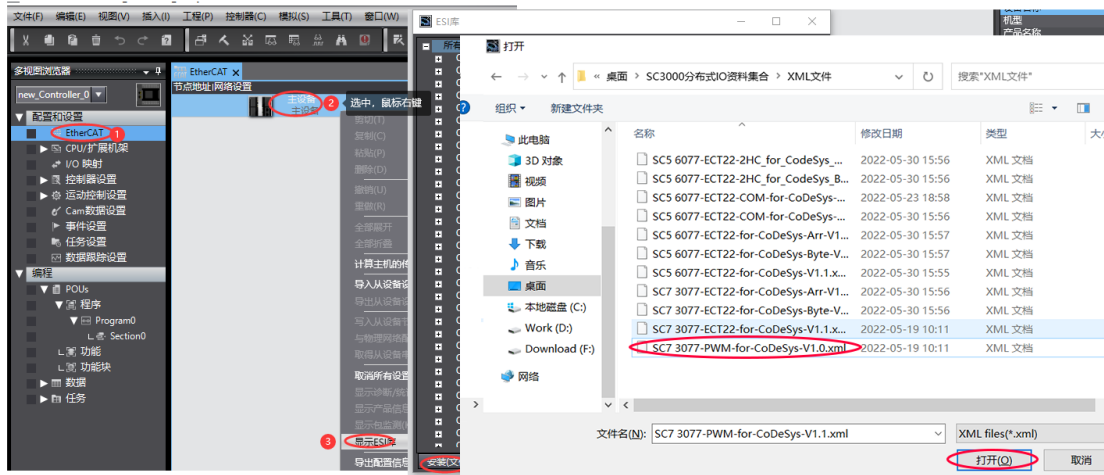 文件(F) 编辑(E) 视图(V) 插入(I) 工程(P) 控制器(C) 模拟(S) 工具(T) 窗口(W)
多视图浏览器
new_Controller_0
配置和设置
EtherCAT 1
CPU/扩展机架
I/O 映射
控制器设置
运动控制设置
Cam数据设置
事件设置
任务设置
数据跟踪设置
编程
POUs
程序
Program0
Section0
功能
功能块
数据
任务
EtherCAT
节点地址|网络设置
主设备
主设备
2 选中，鼠标右键
剪切(T)
复制(C)
粘贴(P)
删除(D)
撤销(U)
重做(R)
全部展开
全部折叠
计算主机的传
导入从设备设
导出从设备设
写入从设备节
与物理网络配
取得从设备串
取消所有设置
显示诊断/统
显示产品信息
3 显示ESI库
导出配置信息
ESI库
所有
安装(文
机型
产品名称
打开
桌面 › SC3000分布式IO资料集合 › XML文件
搜索"XML文件"
组织 新建文件夹
此电脑
3D 对象
视频
图片
文档
下载
音乐
桌面
本地磁盘 (C:)
Work (D:)
Download (F:)
网络
名称 修改日期 类型
SC5 6077-ECT22-2HC_for_CodeSys_... 2022-05-30 15:56 XML 文档
SC5 6077-ECT22-2HC_for_CodeSys_B... 2022-05-30 15:56 XML 文档
SC5 6077-ECT22-COM-for-CoDeSys-... 2022-05-23 18:58 XML 文档
SC5 6077-ECT22-COM-for-CoDeSys-... 2022-05-30 15:56 XML 文档
SC5 6077-ECT22-for-CoDeSys-Arr-V1... 2022-05-30 15:57 XML 文档
SC5 6077-ECT22-for-CoDeSys-Byte-V... 2022-05-30 15:57 XML 文档
SC5 6077-ECT22-for-CoDeSys-V1.1.x... 2022-05-30 15:55 XML 文档
SC7 3077-ECT22-for-CoDeSys-Arr-V1... 2022-05-30 15:56 XML 文档
SC7 3077-ECT22-for-CoDeSys-Byte-V... 2022-05-30 15:56 XML 文档
SC7 3077-ECT22-for-CoDeSys-V1.1.x... 2022-05-19 10:11 XML 文档
SC7 3077-PWM-for-CoDeSys-V1.0.xml 2022-05-19 10:11 XML 文档
文件名(N): SC7 3077-PWM-for-CoDeSys-V1.1.xml XML files(*.xml)
打开(O) 取消